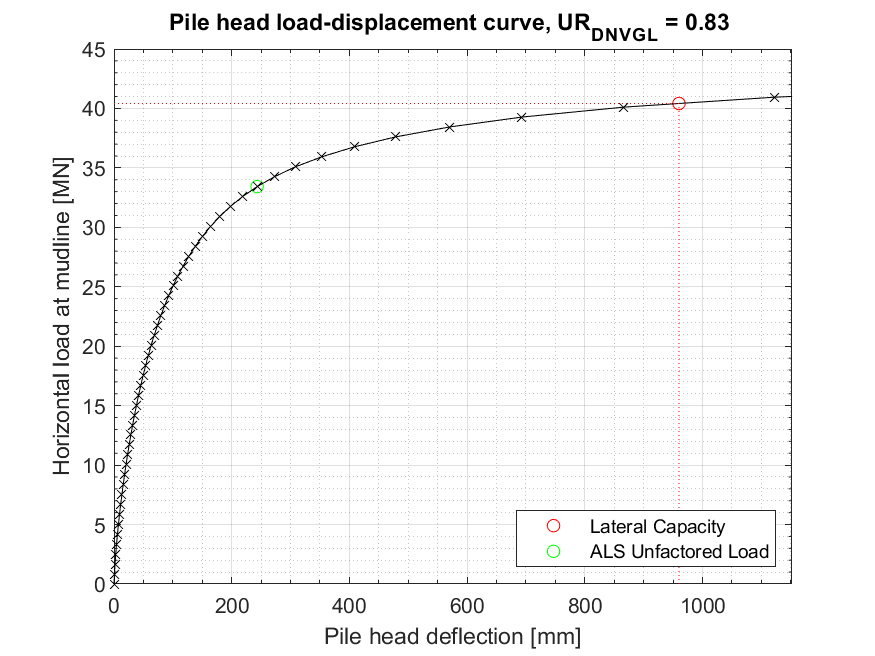 Pile head load-displacement curve, UR_DNVGL = 0.83
45
40
35
30
25
20
15
10
5
0
Horizontal load at mudline [MN]
Lateral Capacity
ALS Unfactored Load
0 200 400 600 800 1000
Pile head deflection [mm]